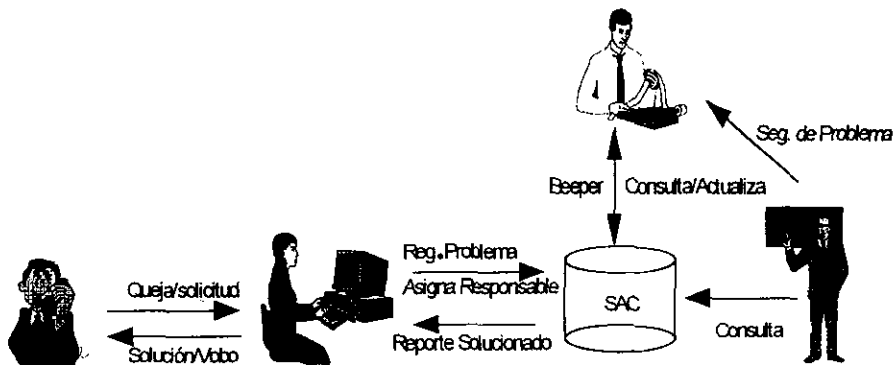 Seg. de Problema
Beeper
Consulta/Actualiza
Reg. Problema
Asigna Responsable
SAC
Queja/solicitud
Consulta
Reporte Solucionado
Solución/Vobo